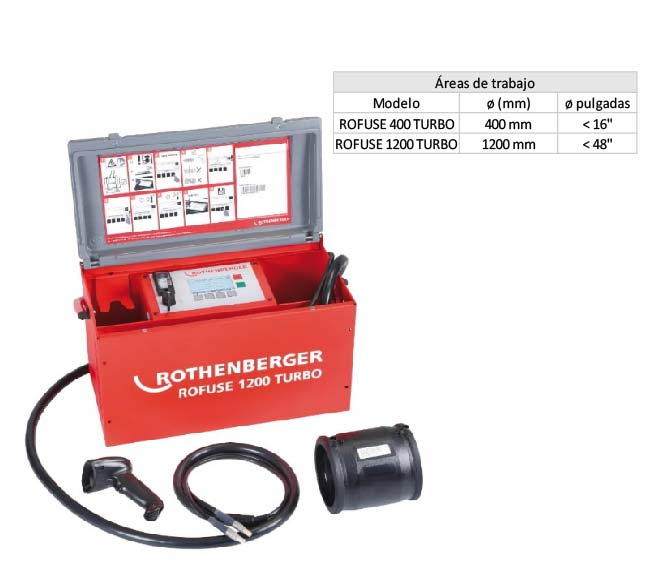 Áreas de trabajo
Modelo ø (mm) ø pulgadas
ROFUSE 400 TURBO 400 mm < 16"
ROFUSE 1200 TURBO 1200 mm < 48"
ROTHENBERGER
ROTHENBERGER
ROTHENBERGER
ROFUSE 1200 TURBO